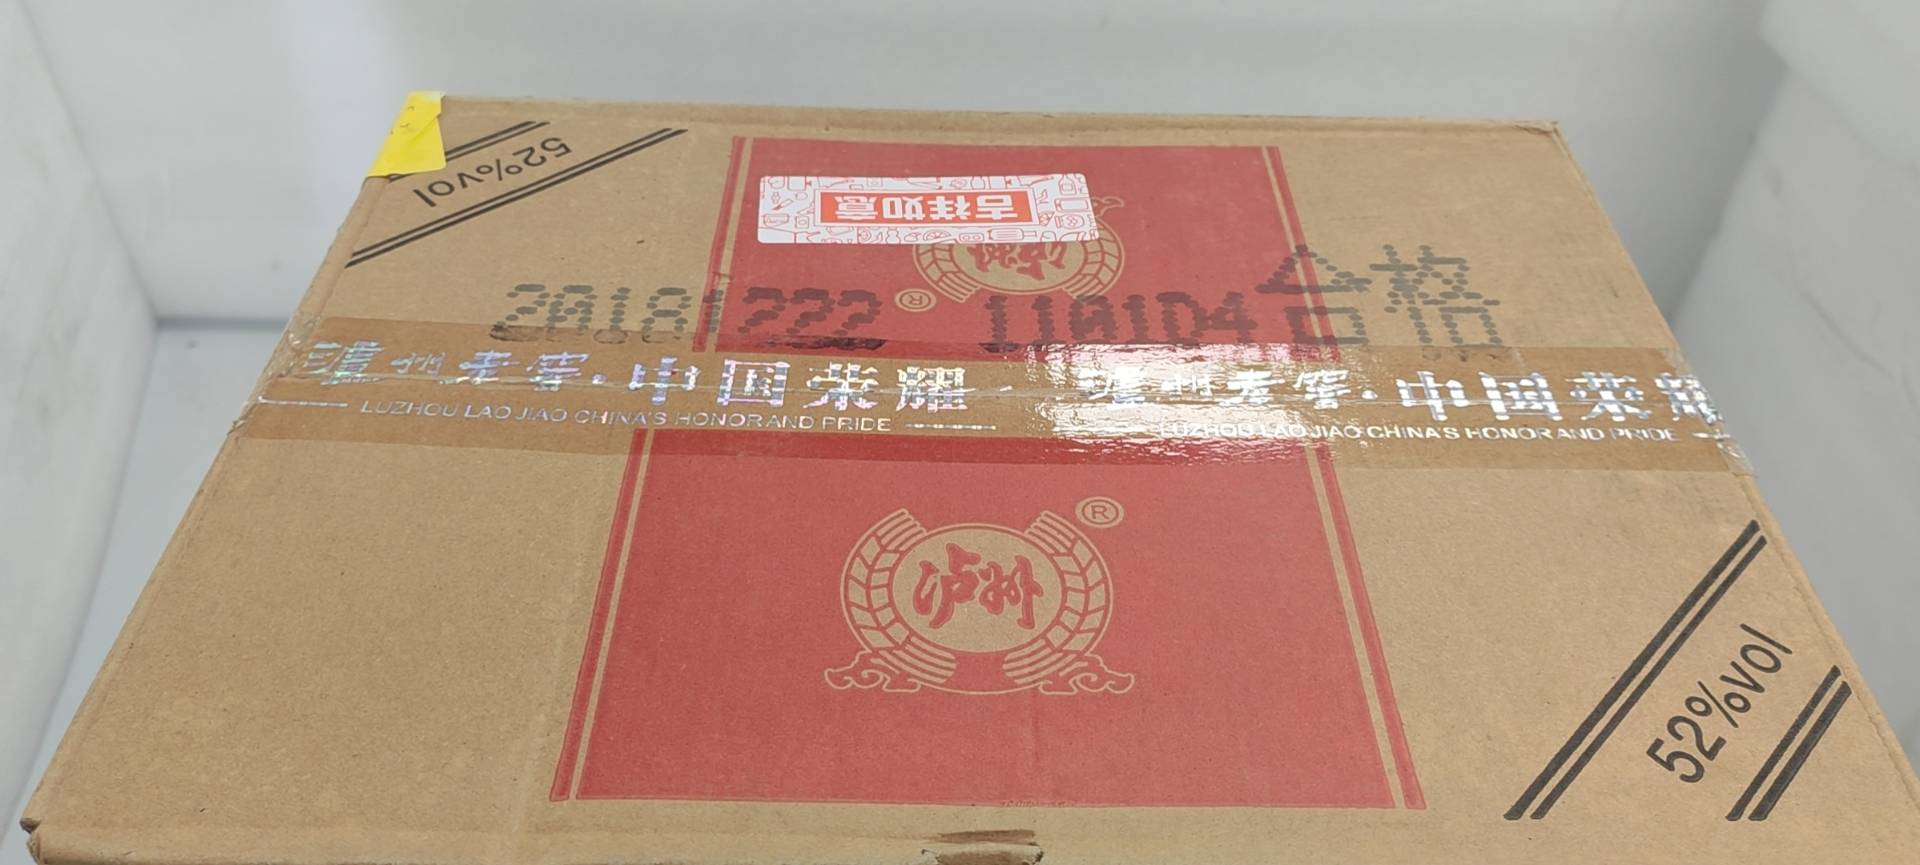 52%vol
吉祥如意
泸州
®
20181222 1101D4合格
泸州老窖·中国荣耀 泸州老窖·中国荣耀
LUZHOU LAO JIAO CHINA'S HONOR AND PRIDE LUZHOU LAO JIAO CHINA'S HONOR AND PRIDE
®
泸州
52%vol